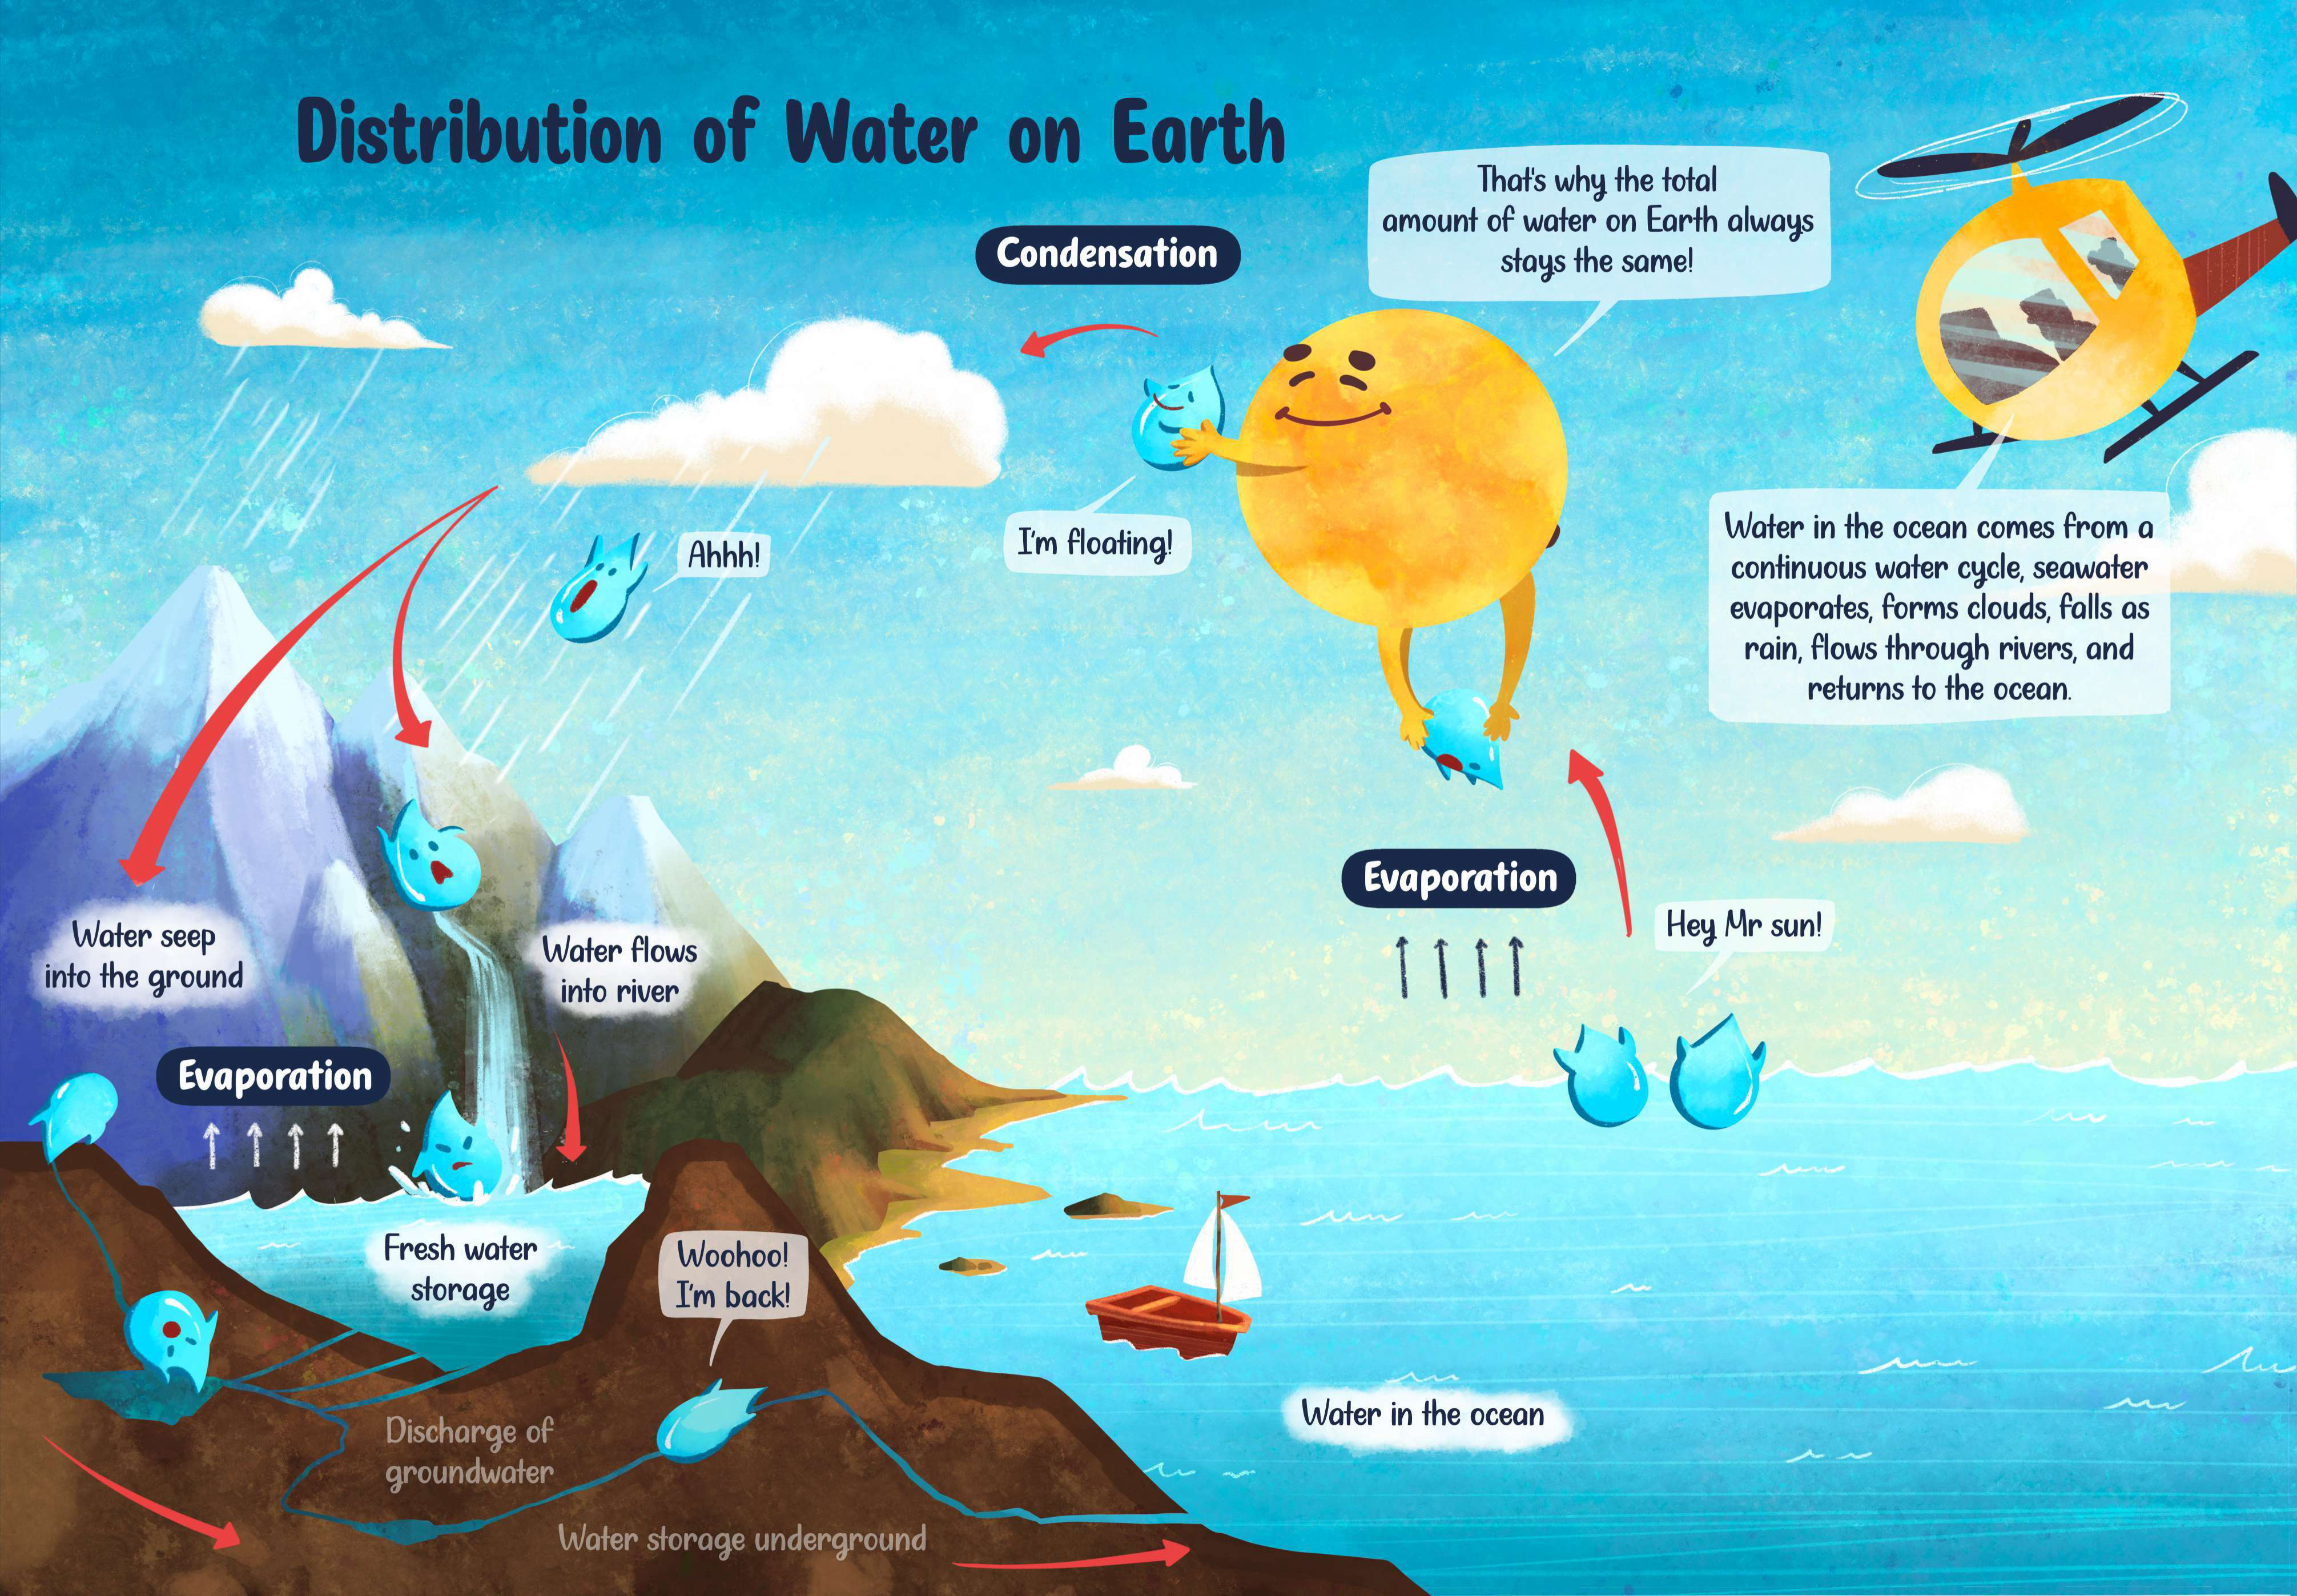 Distribution of Water on Earth
That's why the total
amount of water on Earth always
stays the same!
Condensation
I'm floating!
Ahhh!
Water in the ocean comes from a
continuous water cycle, seawater
evaporates, forms clouds, falls as
rain, flows through rivers, and
returns to the ocean.
Evaporation
Hey Mr sun!
Water seep
into the ground
Water flows
into river
Evaporation
Fresh water
storage
Woohoo!
I'm back!
Water in the ocean
Discharge of
groundwater
Water storage underground